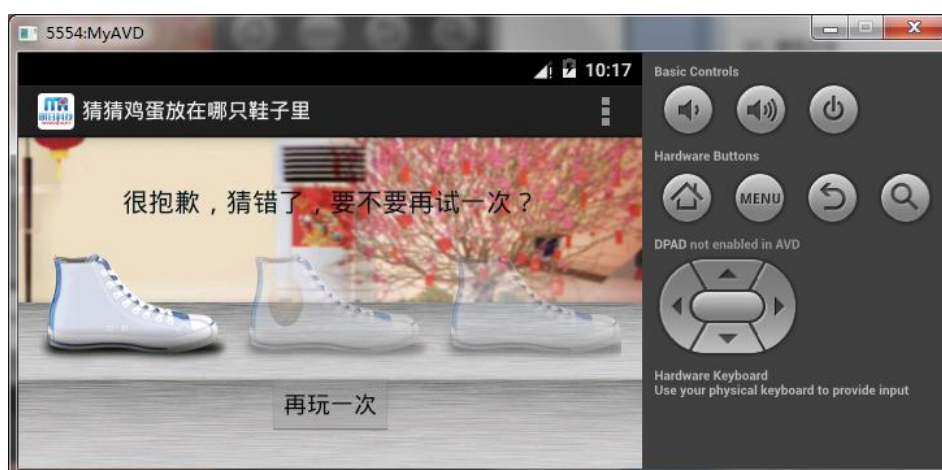 5554:MyAVD
10:17
猜猜鸡蛋放在哪只鞋子里
很抱歉，猜错了，要不要再试一次？
再玩一次
Basic Controls
Hardware Buttons
MENU
DPAD not enabled in AVD
Hardware Keyboard
Use your physical keyboard to provide input